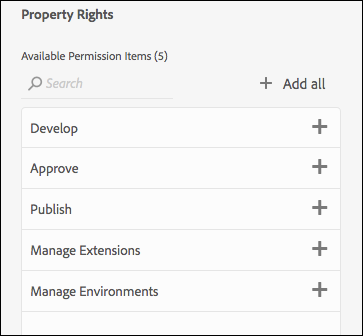 Property Rights
Available Permission Items (5)
Search
+ Add all
Develop
Approve
Publish
Manage Extensions
Manage Environments